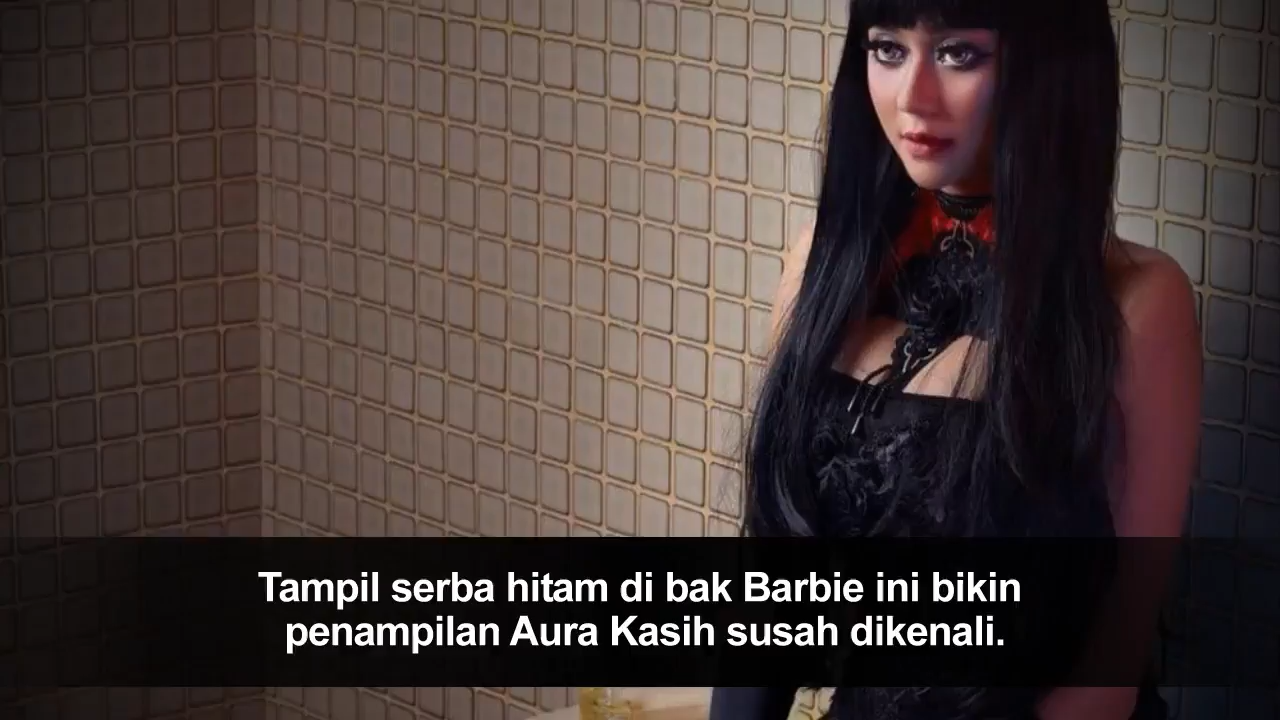 Tampil serba hitam di bak Barbie ini bikin
penampilan Aura Kasih susah dikenali.